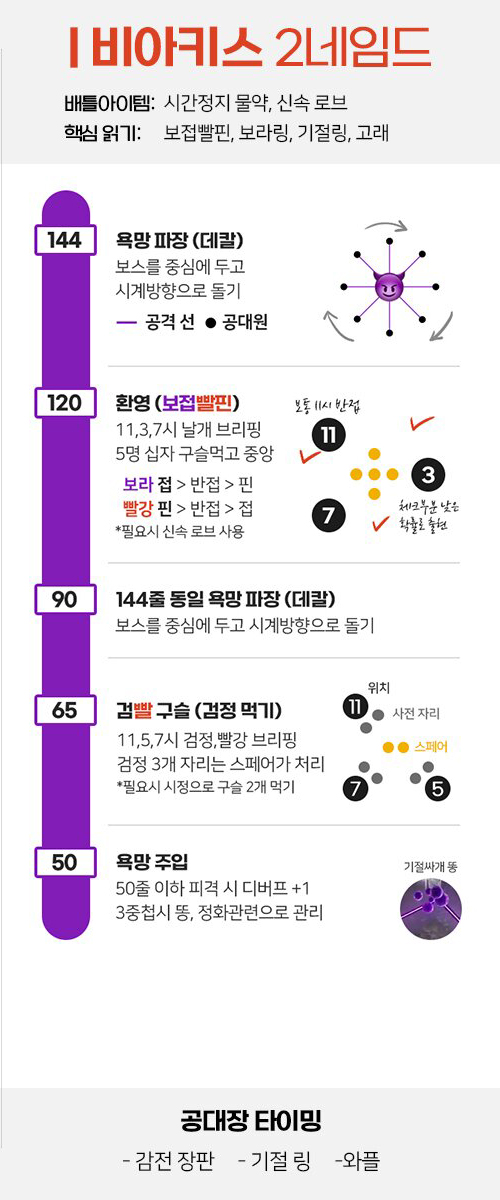 | 비아키스 2네임드
배틀아이템: 시간정지 물약, 신속 로브
핵심 읽기: 보접빨핀, 보라링, 기절링, 고래
144
욕망 파장 (데칼)
보스를 중심에 두고
시계방향으로 돌기
— 공격 선 ● 공대원
120
환영 (보접빨핀)
11,3,7시 날개 브리핑
5명 십자 구슬먹고 중앙
보라 접 > 반접 > 핀
빨강 핀 > 반접 > 접
*필요시 신속 로브 사용
보통 11시 반접
11
3
7
체크부분 낮은
확률로 출현
90
144줄 동일 욕망 파장 (데칼)
보스를 중심에 두고 시계방향으로 돌기
65
검빨 구슬 (검정 먹기)
11,5,7시 검정,빨강 브리핑
검정 3개 자리는 스페어가 처리
*필요시 시정으로 구슬 2개 먹기
위치
11
사전 자리
스페어
7
5
50
욕망 주입
50줄 이하 피격 시 디버프 +1
3중첩시 똥, 정화관련으로 관리
기절싸개 똥
공대장 타이밍
- 감전 장판 - 기절 링 -와플